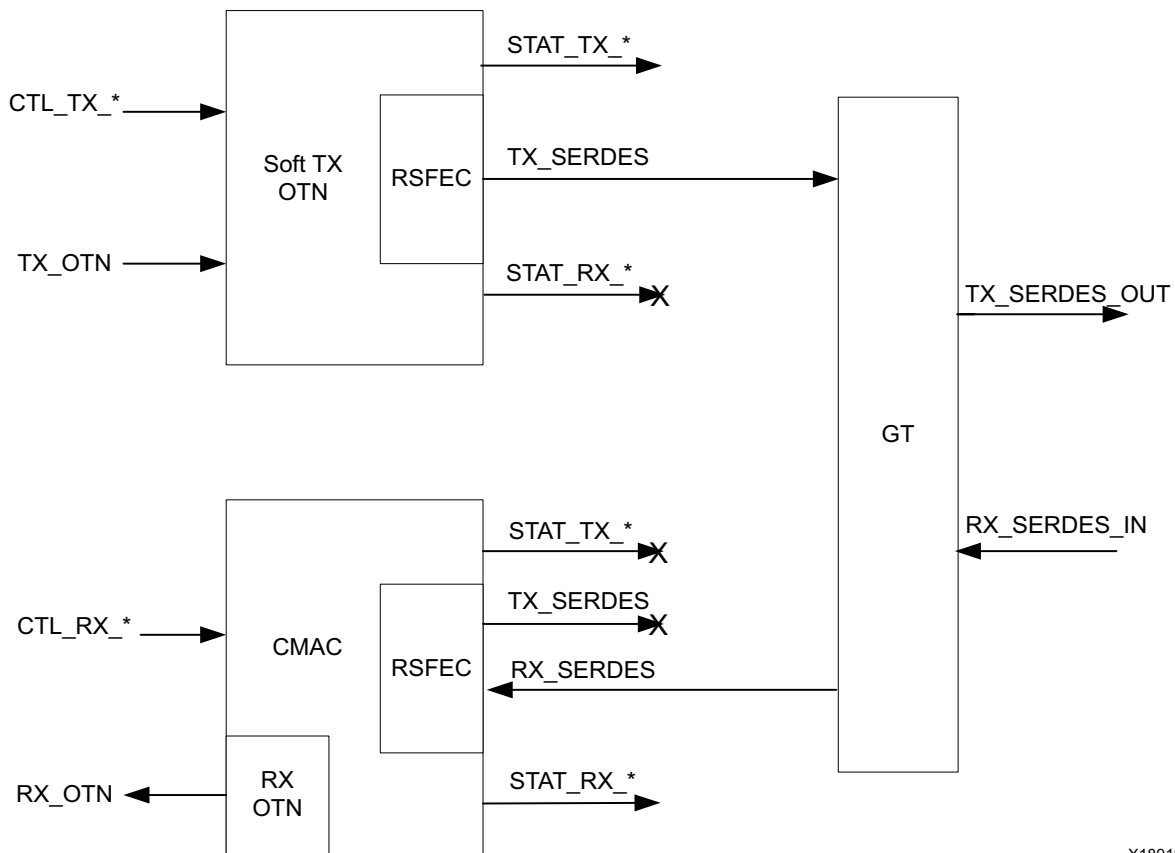 STAT_TX_*
CTL_TX_*
Soft TX
OTN
RSFEC
TX_SERDES
TX_OTN
STAT_RX_*
X
TX_SERDES_OUT
GT
STAT_TX_*
X
RX_SERDES_IN
CTL_RX_*
CMAC
RSFEC
TX_SERDES
X
RX_SERDES
RX_OTN
RX
OTN
STAT_RX_*